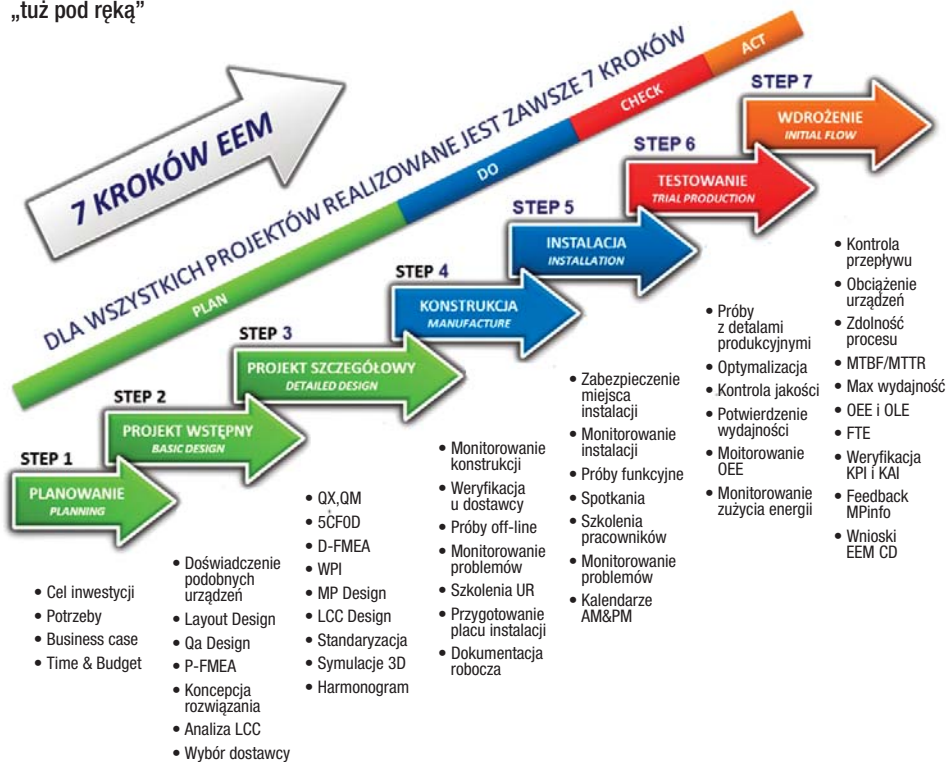 „tuż pod ręką”
7 KROKÓW EEM
DLA WSZYSTKICH PROJEKTÓW REALIZOWANE JEST ZAWSZE 7 KROKÓW
PLAN
DO
CHECK
ACT
STEP 1
PLANOWANIE
PLANNING
• Cel inwestycji
• Potrzeby
• Business case
• Time & Budget
STEP 2
PROJEKT WSTĘPNY
BASIC DESIGN
• Doświadczenie
podobnych
urządzeń
• Layout Design
• Qa Design
• P-FMEA
• Koncepcja
rozwiązania
• Analiza LCC
• Wybór dostawcy
STEP 3
PROJEKT SZCZEGÓŁOWY
DETAILED DESIGN
• QX,QM
• 5CF0D
• D-FMEA
• WPI
• MP Design
• LCC Design
• Standaryzacja
• Symulacje 3D
• Harmonogram
STEP 4
KONSTRUKCJA
MANUFACTURE
• Monitorowanie
konstrukcji
• Weryfikacja
u dostawcy
• Próby off-line
• Monitorowanie
problemów
• Szkolenia UR
• Przygotowanie
placu instalacji
• Dokumentacja
robocza
STEP 5
INSTALACJA
INSTALLATION
• Zabezpieczenie
miejsca
instalacji
• Monitorowanie
instalacji
• Próby funkcyjne
• Spotkania
• Szkolenia
pracowników
• Monitorowanie
problemów
• Kalendarze
AM&PM
STEP 6
TESTOWANIE
TRIAL PRODUCTION
• Próby
z detalami
produkcyjnymi
• Optymalizacja
• Kontrola jakości
• Potwierdzenie
wydajności
• Moitorowanie
OEE
• Monitorowanie
zużycia energii
STEP 7
WDROŻENIE
INITIAL FLOW
• Kontrola
przepływu
• Obciążenie
urządzeń
• Zdolność
procesu
• MTBF/MTTR
• Max wydajność
• OEE i OLE
• FTE
• Weryfikacja
KPI i KAI
• Feedback
MPinfo
• Wnioski
EEM CD